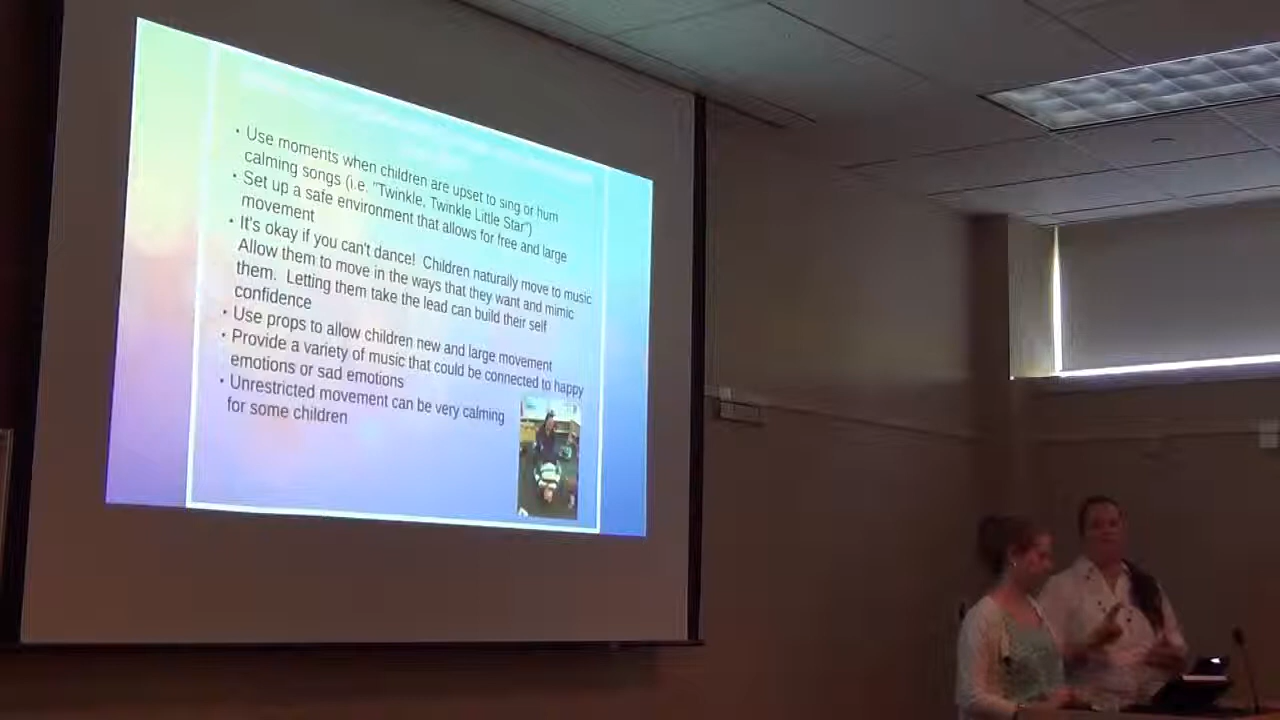 • Use moments when children are upset to sing or hum
calming songs (i.e. "Twinkle, Twinkle Little Star")
• Set up a safe environment that allows for free and large
movement
• It's okay if you can't dance! Children naturally move to music
Allow them to move in the ways that they want and mimic
them. Letting them take the lead can build their self
confidence
• Use props to allow children new and large movement
• Provide a variety of music that could be connected to happy
emotions or sad emotions
• Unrestricted movement can be very calming
for some children